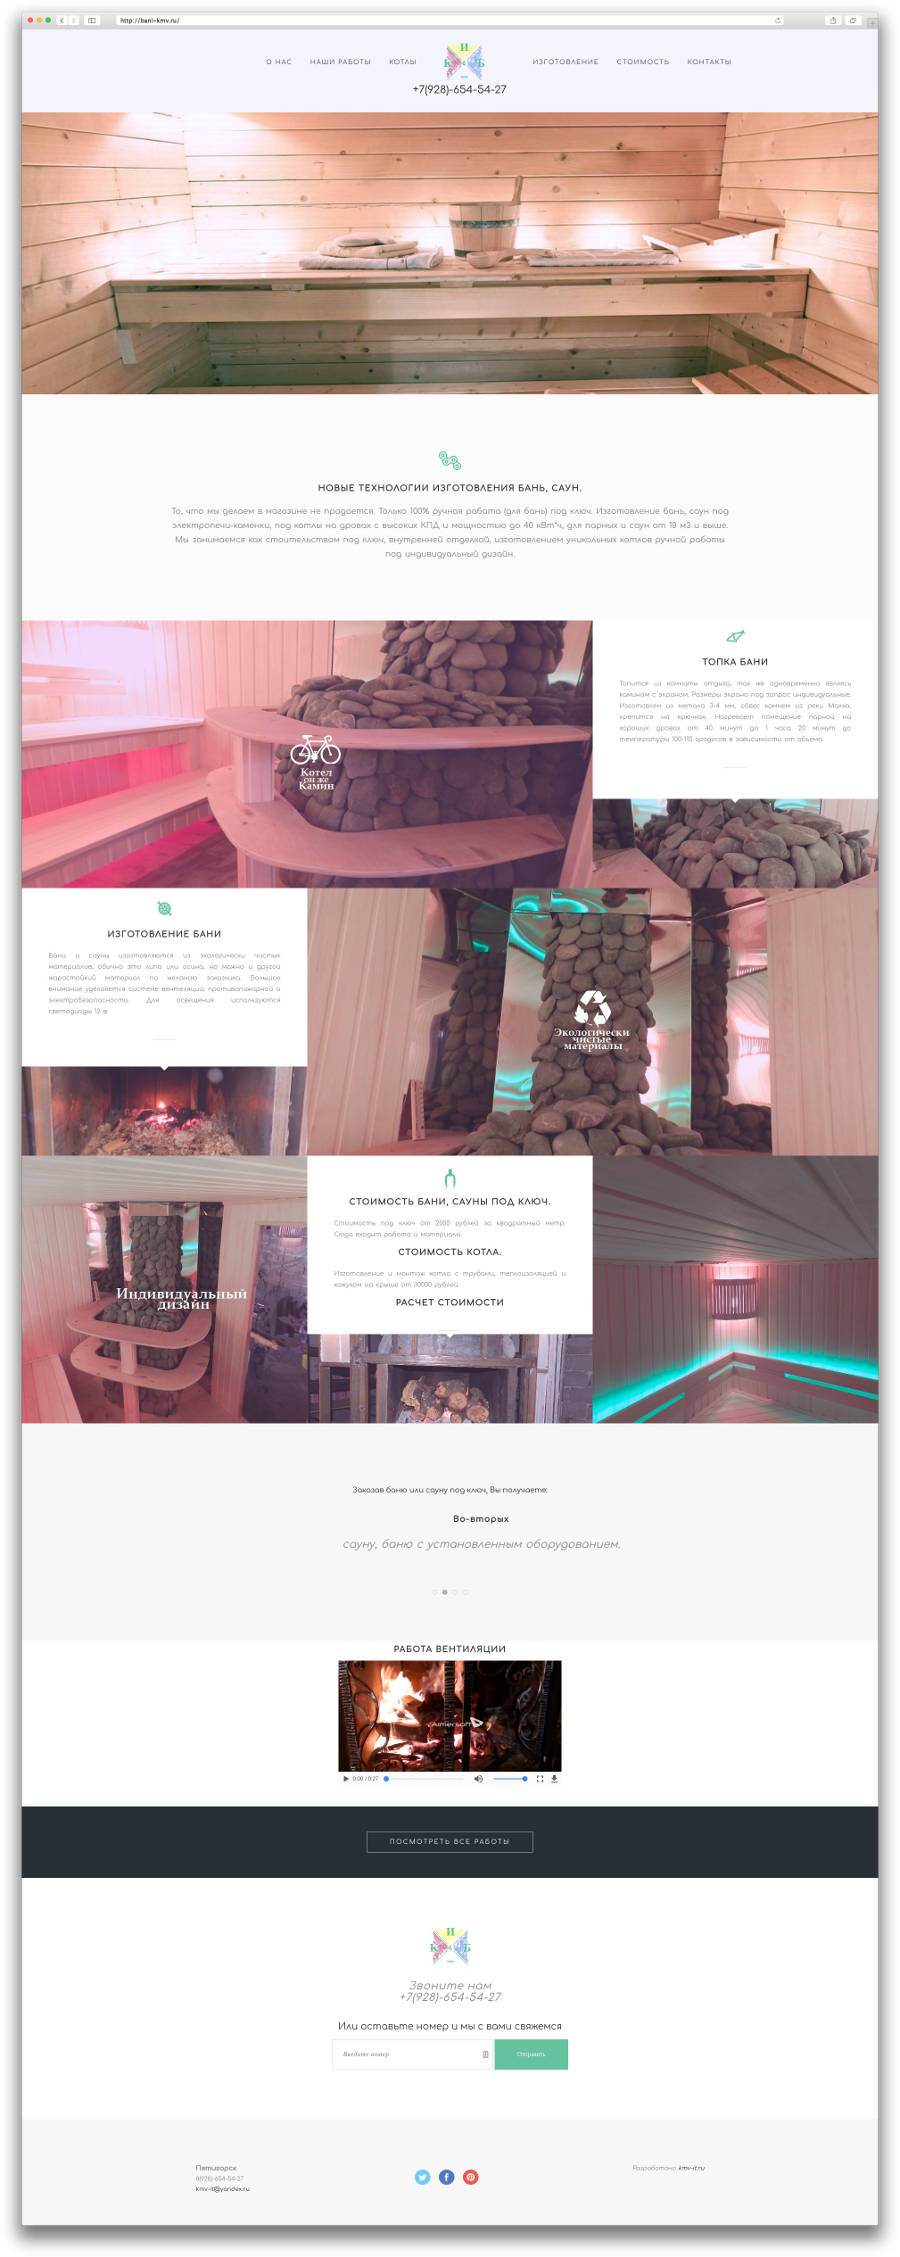 http://bani-kmv.ru/
О НАС НАШИ РАБОТЫ КОТЛЫ К И Б ИЗГОТОВЛЕНИЕ СТОИМОСТЬ КОНТАКТЫ
+7(928)-654-54-27
НОВЫЕ ТЕХНОЛОГИИ ИЗГОТОВЛЕНИЯ БАНЬ, САУН.
То, что мы делаем в магазине не продается. Только 100% ручная работа (для бань) под ключ. Изготовление бань, саун под
электропечи-каменки, под котлы на дровах с высоких КПД и мощностью до 40 кВт*ч, для парных и саун от 10 м3 и выше.
Мы занимаемся как стоительством под ключ, внутренней отделкой, изготовлением уникальных котлов ручной работы
под индивидуальный дизайн.
Котел
он же
Камин
ТОПКА БАНИ
Топится из комнаты отдыха, так же одновременно являясь
камином с экраном. Размеры экрана под запрос индивидуальные.
Изготовлен из метала 3-4 мм, обвес камнем из реки Малка,
крепится на крючках. Нагревает помещение парной на
хороших дровах от 40 минут до 1 часа 20 минут до
температуры 100-115 градусов в зависимости от обьема.
ИЗГОТОВЛЕНИЕ БАНИ
Бани и сауны изготовляются из экологически чистых
материалов, обычно это липа или осина, но можно и другой
жаростойкий материал по желанию заказчика. Большое
внимание уделяется системе вентеляции, противопожарной и
электробезопасности. Для освещения используются
светодиоды 12 в.
Экологически
чистые
материалы
Индивидуальный
дизайн
СТОИМОСТЬ БАНИ, САУНЫ ПОД КЛЮЧ.
Стоимость под ключ от 2000 рублей за квадратный метр.
Сюда входит работа и материалы.
СТОИМОСТЬ КОТЛА.
Изготовление и монтаж котла с трубами, теплоизоляцией и
кожухом на крыше от 30000 рублей.
РАСЧЕТ СТОИМОСТИ
Заказав баню или сауну под ключ, Вы получаете:
Во-вторых
сауну, баню с установленным оборудованием.
РАБОТА ВЕНТИЛЯЦИИ
0:00 / 0:27
ПОСМОТРЕТЬ ВСЕ РАБОТЫ
К И Б
Звоните нам
+7(928)-654-54-27
Или оставьте номер и мы с вами свяжемся
Введите номер Отправить
Пятигорск
8(928)-654-54-27
kmv-it@yandex.ru
Разработано kmv-it.ru